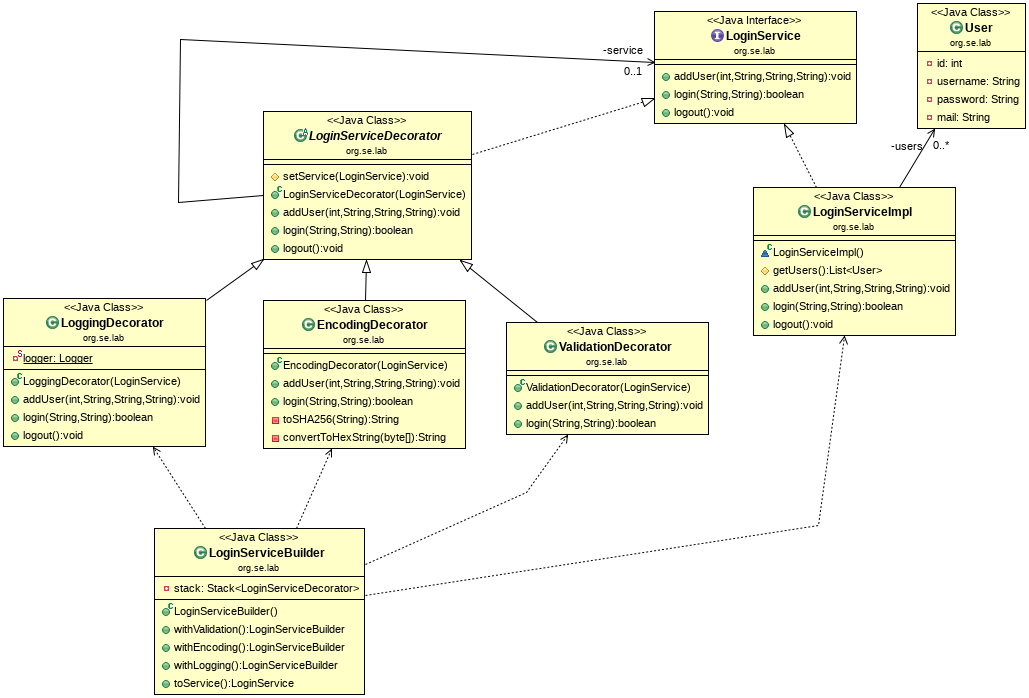 <<Java Interface>>
LoginService
org.se.lab
addUser(int,String,String,String):void
login(String,String):boolean
logout():void
<<Java Class>>
User
org.se.lab
id: int
username: String
password: String
mail: String
-service
0..1
-users
0..*
<<Java Class>>
LoginServiceDecorator
org.se.lab
setService(LoginService):void
LoginServiceDecorator(LoginService)
addUser(int,String,String,String):void
login(String,String):boolean
logout():void
<<Java Class>>
LoginServiceImpl
org.se.lab
LoginServiceImpl()
getUsers():List<User>
addUser(int,String,String,String):void
login(String,String):boolean
logout():void
<<Java Class>>
LoggingDecorator
org.se.lab
logger: Logger
LoggingDecorator(LoginService)
addUser(int,String,String,String):void
login(String,String):boolean
logout():void
<<Java Class>>
EncodingDecorator
org.se.lab
EncodingDecorator(LoginService)
addUser(int,String,String,String):void
login(String,String):boolean
toSHA256(String):String
convertToHexString(byte[]):String
<<Java Class>>
ValidationDecorator
org.se.lab
ValidationDecorator(LoginService)
addUser(int,String,String,String):void
login(String,String):boolean
<<Java Class>>
LoginServiceBuilder
org.se.lab
stack: Stack<LoginServiceDecorator>
LoginServiceBuilder()
withValidation():LoginServiceBuilder
withEncoding():LoginServiceBuilder
withLogging():LoginServiceBuilder
toService():LoginService